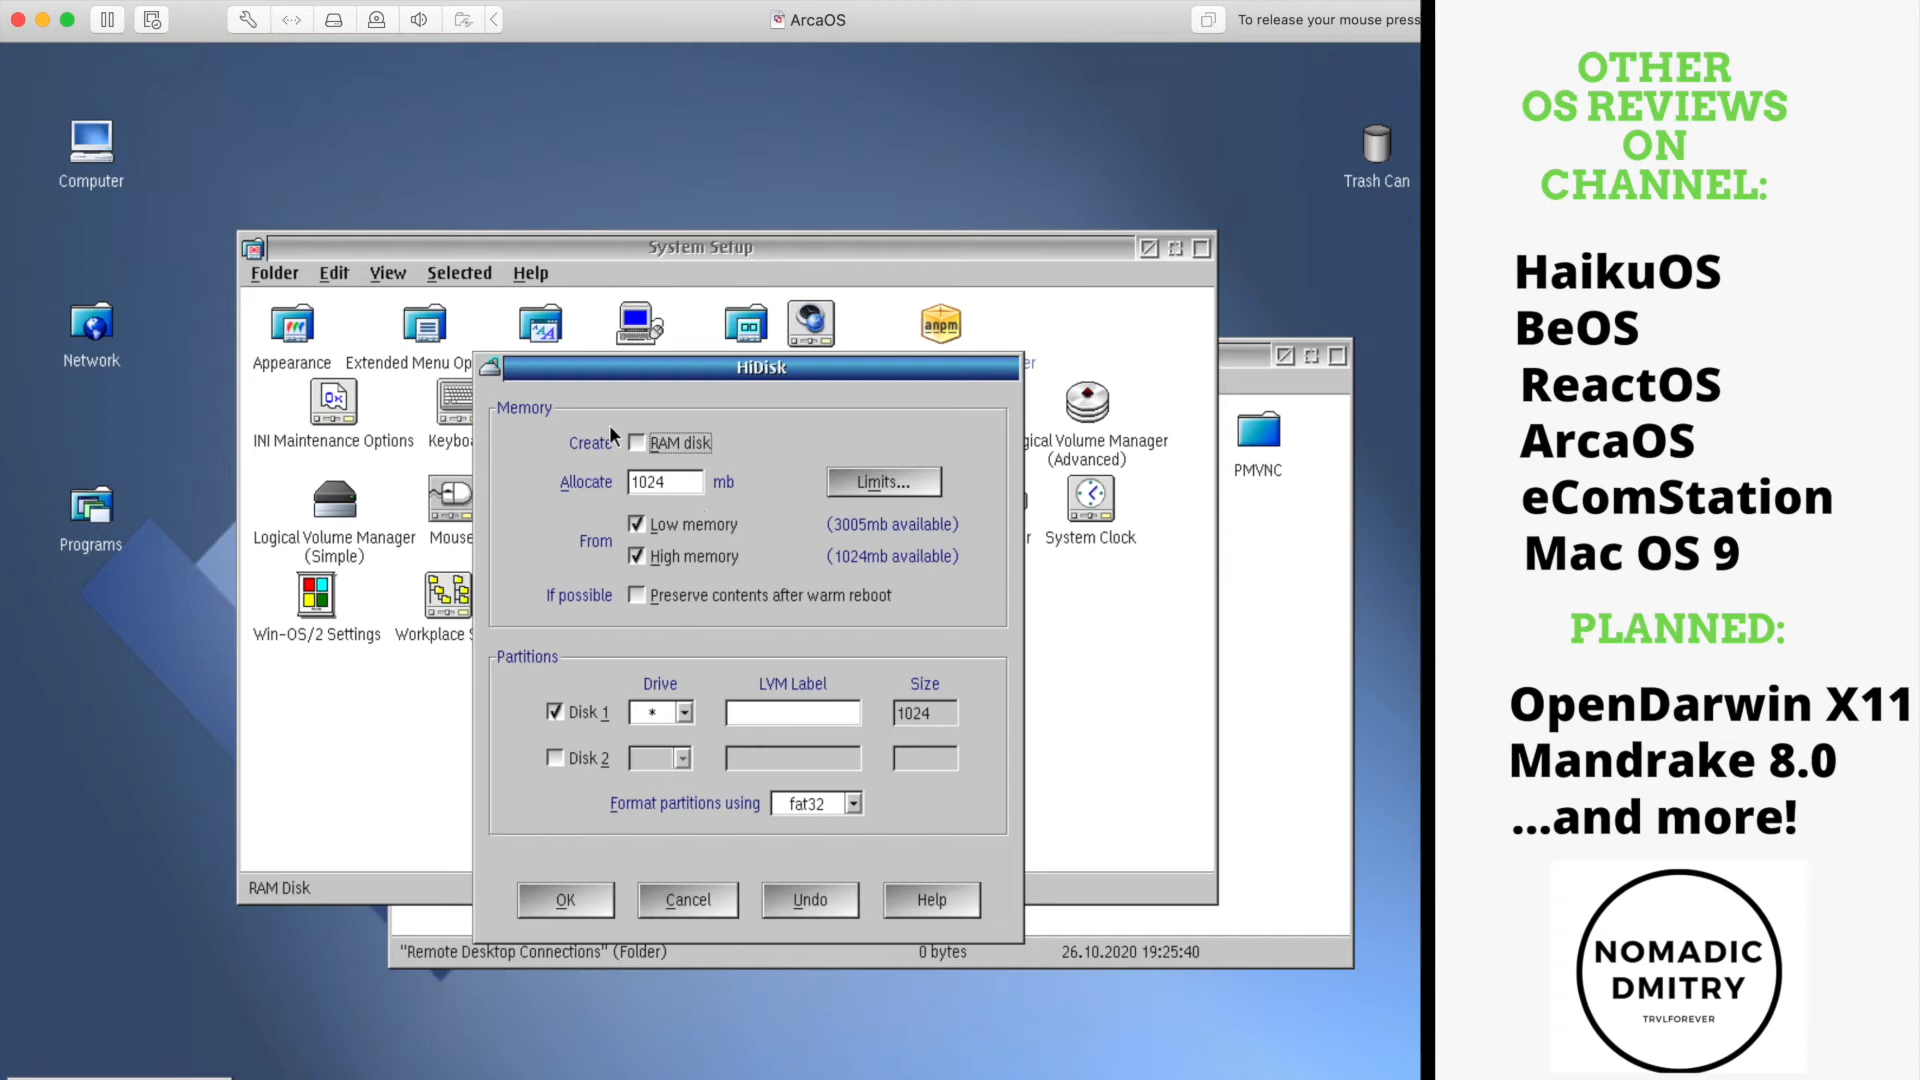 ArcaOS
To release your mouse press
Computer
Network
Programs
Trash Can
System Setup
Folder Edit View Selected Help
anpm
Appearance
Extended Menu Op
er
INI Maintenance Options
Keyboa
gical Volume Manager
(Advanced)
Logical Volume Manager
(Simple)
Mouse
r
System Clock
Win-OS/2 Settings
Workplace S
RAM Disk
PMVNC
HiDisk
Memory
Create RAM disk
Allocate 1024 mb Limits...
From
Low memory (3005mb available)
High memory (1024mb available)
If possible Preserve contents after warm reboot
Partitions
Drive LVM Label Size
Disk 1 * 1024
Disk 2
Format partitions using fat32
OK Cancel Undo Help
"Remote Desktop Connections" (Folder) 0 bytes 26.10.2020 19:25:40
OTHER
OS REVIEWS
ON
CHANNEL:
HaikuOS
BeOS
ReactOS
ArcaOS
eComStation
Mac OS 9
PLANNED:
OpenDarwin X11
Mandrake 8.0
...and more!
NOMADIC
DMITRY
TRVLFOREVER